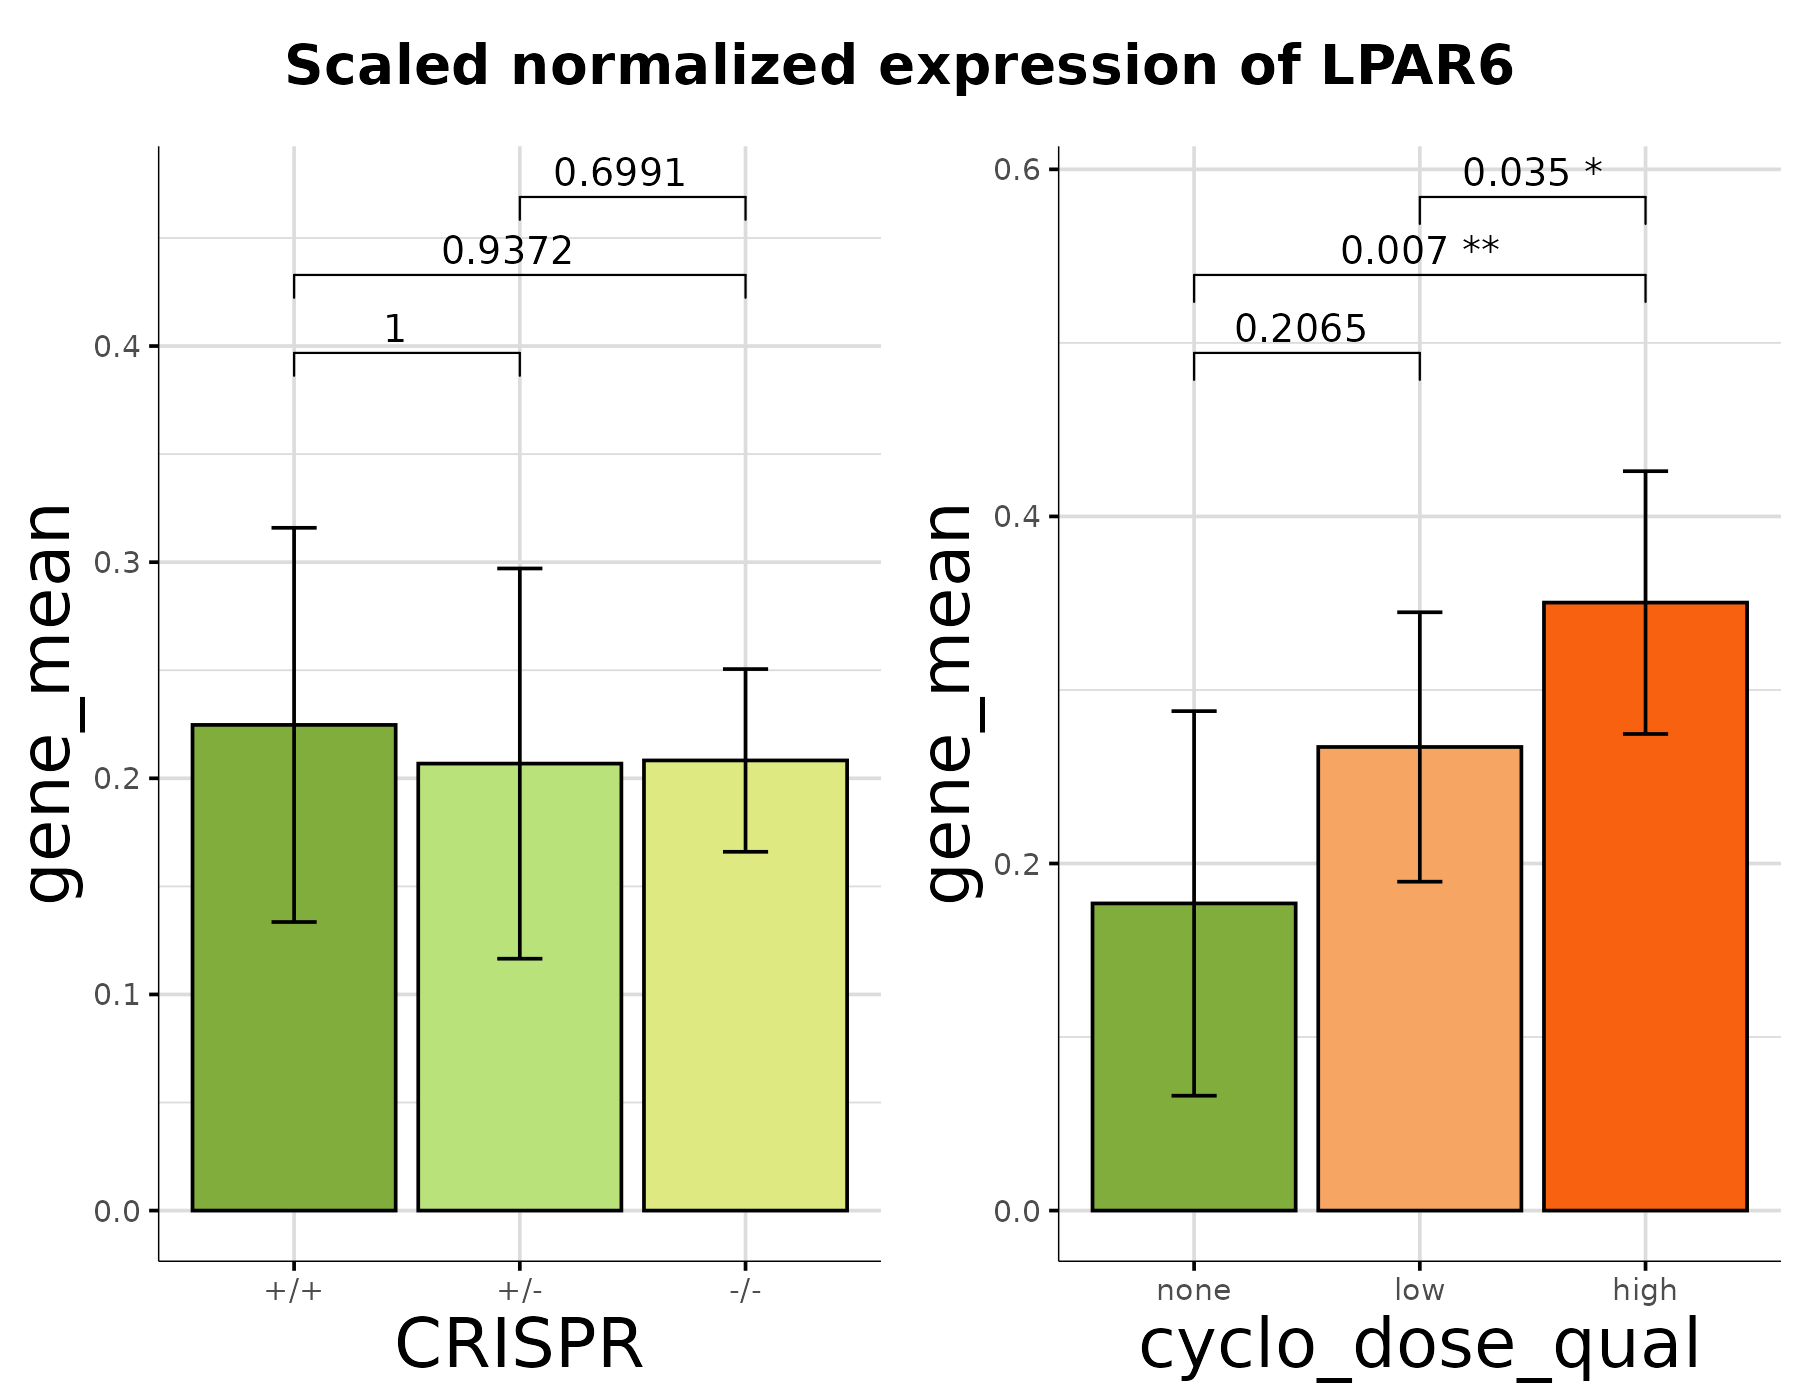 Scaled normalized expression of LPAR6
gene_mean
0.4
0.3
0.2
0.1
0.0
0.6991
0.9372
1
+/+
+/-
-/-
CRISPR
gene_mean
0.6
0.4
0.2
0.0
0.035 *
0.007 **
0.2065
none
low
high
cyclo_dose_qual